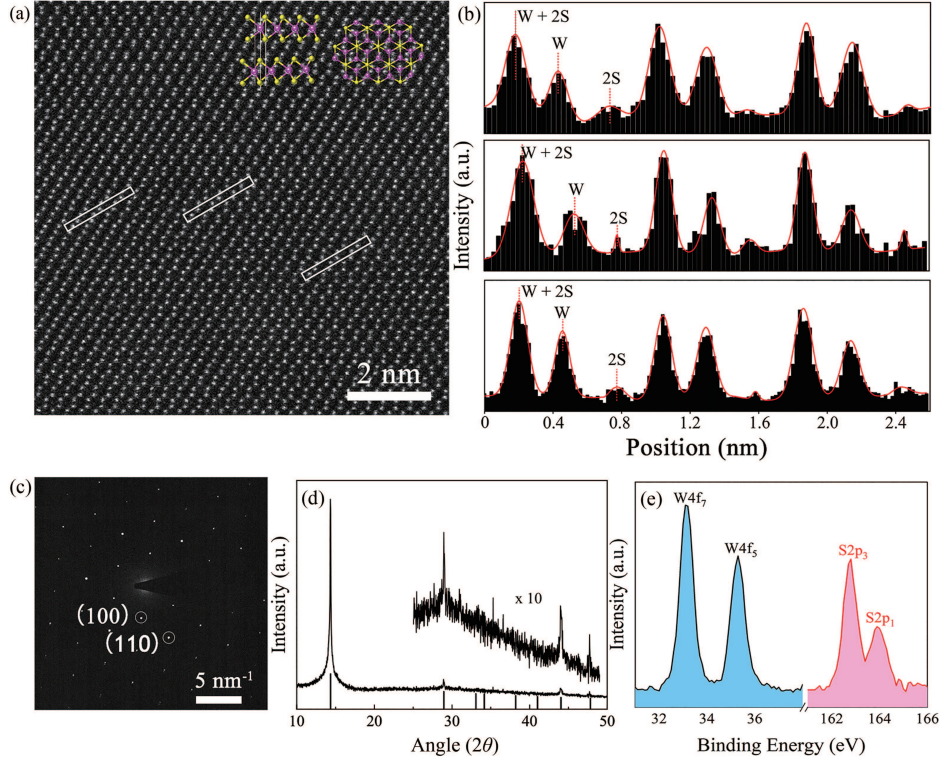 (a)
2 nm
(b)
Intensity (a.u.)
W + 2S
W
2S
W + 2S
W
2S
W + 2S
W
2S
0 0.4 0.8 1.2 1.6 2.0 2.4
Position (nm)
(c)
(100)
(110)
5 nm-1
(d)
Intensity (a.u.)
x 10
10 20 30 40 50
Angle (2θ)
(e)
Intensity (a.u.)
W4f7
W4f5
S2p3
S2p1
32 34 36 162 164 166
Binding Energy (eV)